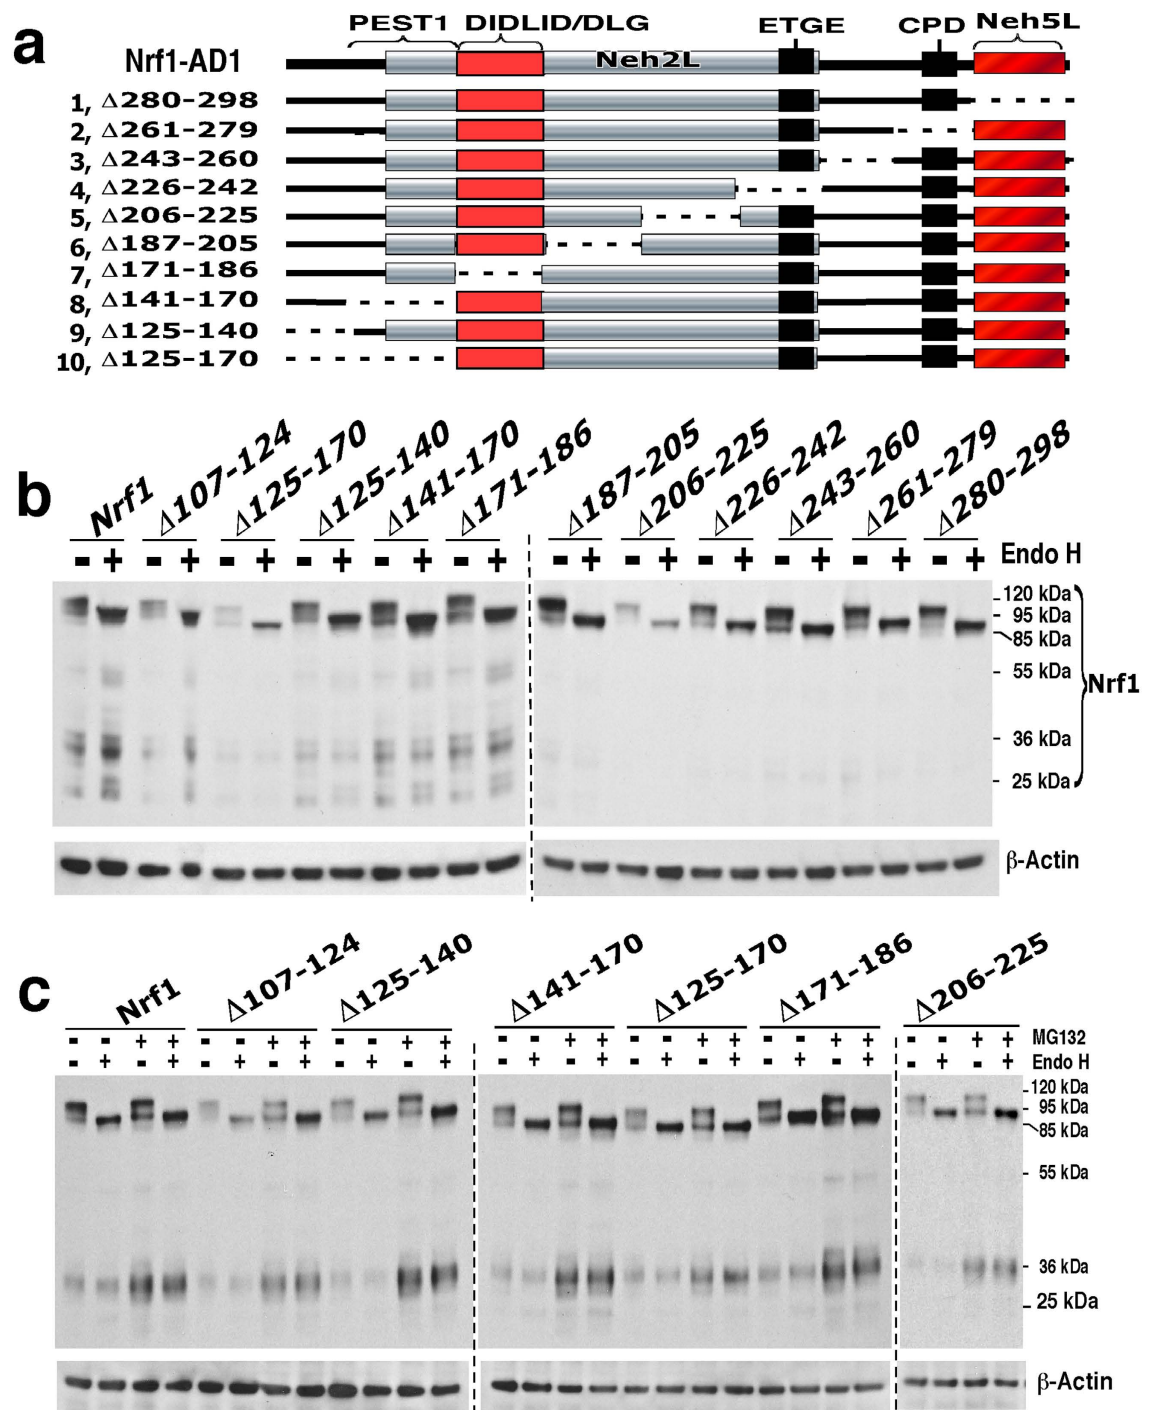 a
PEST1 DIDLID/DLG ETGE CPD Neh5L
Nrf1-AD1 Neh2L
1, Δ280-298
2, Δ261-279
3, Δ243-260
4, Δ226-242
5, Δ206-225
6, Δ187-205
7, Δ171-186
8, Δ141-170
9, Δ125-140
10, Δ125-170
b
Nrf1 Δ107-124 Δ125-170 Δ125-140 Δ141-170 Δ171-186 Δ187-205 Δ206-225 Δ226-242 Δ243-260 Δ261-279 Δ280-298
- + - + - + - + - + - + - + - + - + - + - + - + Endo H
120 kDa
95 kDa
85 kDa
55 kDa
Nrf1
36 kDa
25 kDa
β-Actin
c
Nrf1 Δ107-124 Δ125-140 Δ141-170 Δ125-170 Δ171-186 Δ206-225
- - + + - - + + - - + + - - + + - - + + - - + + - - + + MG132
- + - + - + - + - + - + - + - + - + - + - + - + - + - + Endo H
120 kDa
95 kDa
85 kDa
55 kDa
36 kDa
25 kDa
β-Actin